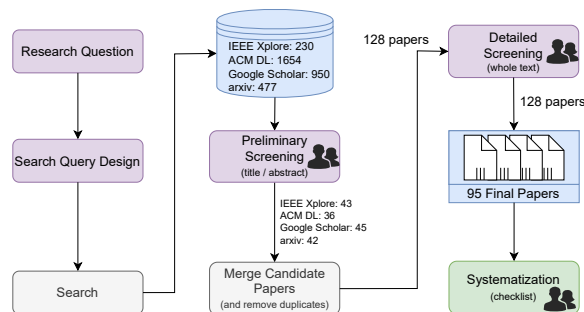 Research Question
Search Query Design
Search
IEEE Xplore: 230
ACM DL: 1654
Google Scholar: 950
arxiv: 477
Preliminary
Screening
(title / abstract)
IEEE Xplore: 43
ACM DL: 36
Google Scholar: 45
arxiv: 42
Merge Candidate
Papers
(and remove duplicates)
128 papers
Detailed
Screening
(whole text)
128 papers
95 Final Papers
Systematization
(checklist)